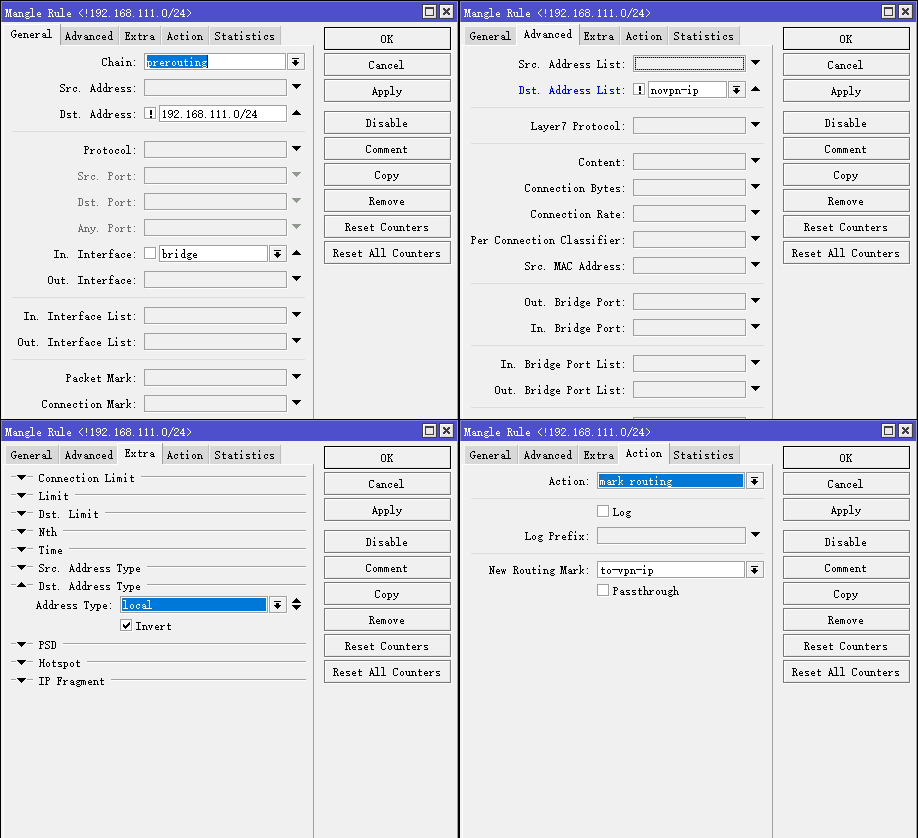 Mangle Rule <!192.168.111.0/24>
General Advanced Extra Action Statistics
Chain: prerouting
Src. Address:
Dst. Address: ! 192.168.111.0/24
Protocol:
Src. Port:
Dst. Port:
Any. Port:
In. Interface: bridge
Out. Interface:
In. Interface List:
Out. Interface List:
Packet Mark:
Connection Mark:
OK
Cancel
Apply
Disable
Comment
Copy
Remove
Reset Counters
Reset All Counters
Mangle Rule <!192.168.111.0/24>
General Advanced Extra Action Statistics
Src. Address List:
Dst. Address List: ! novpn-ip
Layer7 Protocol:
Content:
Connection Bytes:
Connection Rate:
Per Connection Classifier:
Src. MAC Address:
Out. Bridge Port:
In. Bridge Port:
In. Bridge Port List:
Out. Bridge Port List:
OK
Cancel
Apply
Disable
Comment
Copy
Remove
Reset Counters
Reset All Counters
Mangle Rule <!192.168.111.0/24>
General Advanced Extra Action Statistics
Connection Limit
Limit
Dst. Limit
Nth
Time
Src. Address Type
Dst. Address Type
Address Type: local
Invert
PSD
Hotspot
IP Fragment
OK
Cancel
Apply
Disable
Comment
Copy
Remove
Reset Counters
Reset All Counters
Mangle Rule <!192.168.111.0/24>
General Advanced Extra Action Statistics
Action: mark routing
Log
Log Prefix:
New Routing Mark: to-vpn-ip
Passthrough
OK
Cancel
Apply
Disable
Comment
Copy
Remove
Reset Counters
Reset All Counters